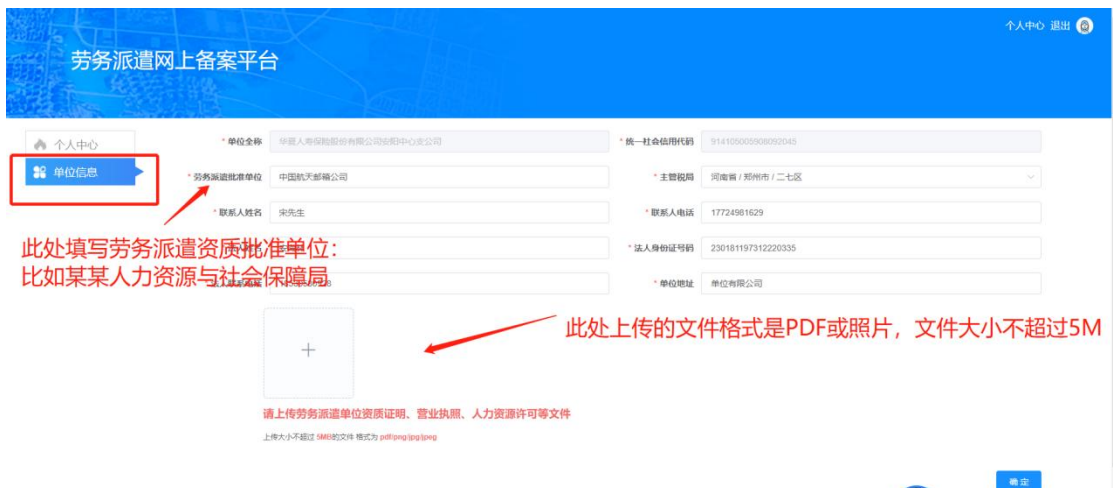 个人中心 退出
劳务派遣网上备案平台
个人中心
单位信息
* 单位全称 华夏人寿保险股份有限公司安阳中心支公司
* 统一社会信用代码 914105005908092045
* 劳务派遣批准单位 中国航天邮箱公司
* 主管税局 河南省 / 郑州市 / 二七区
* 联系人姓名 宋先生
* 联系人电话 17724981629
* 法人身份证号码 230181197312220335
* 单位地址 单位有限公司
此处填写劳务派遣资质批准单位:
比如某某人力资源与社会保障局
此处上传的文件格式是PDF或照片,文件大小不超过5M
+
请上传劳务派遣单位资质证明、营业执照、人力资源许可等文件
上传大小不超过 5MB的文件 格式为 pdf/png/jpg/jpeg
确 定